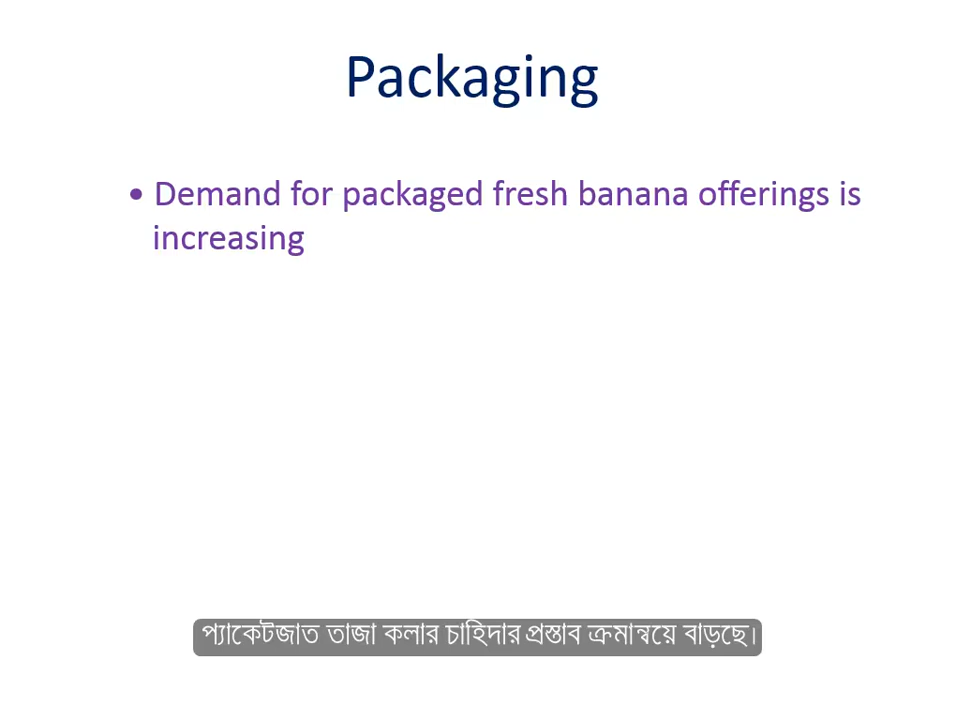 Packaging
• Demand for packaged fresh banana offerings is
increasing
প্যাকেটজাত তাজা কলার চাহিদার প্রস্তাব ক্রমান্বয়ে বাড়ছে।